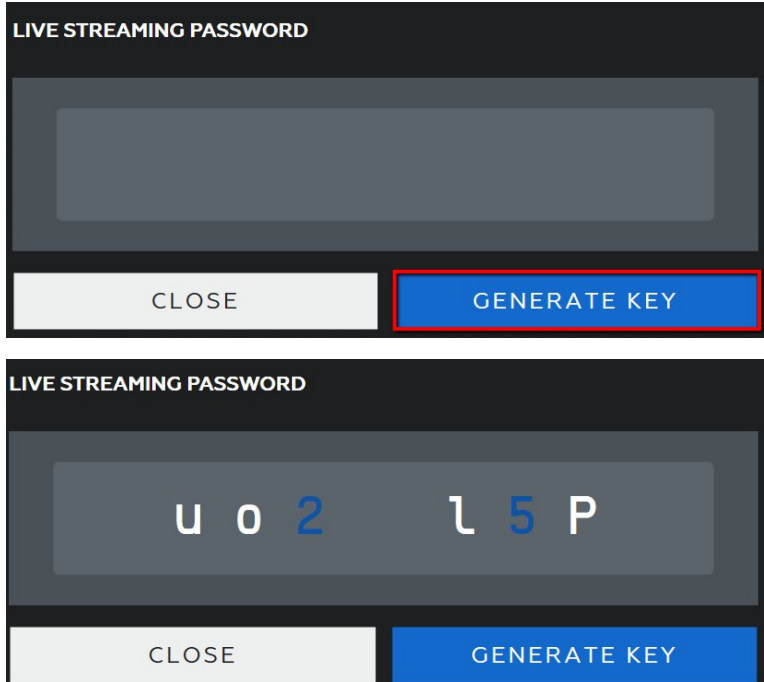 LIVE STREAMING PASSWORD
CLOSE GENERATE KEY
LIVE STREAMING PASSWORD
u o 2 l 5 P
CLOSE GENERATE KEY